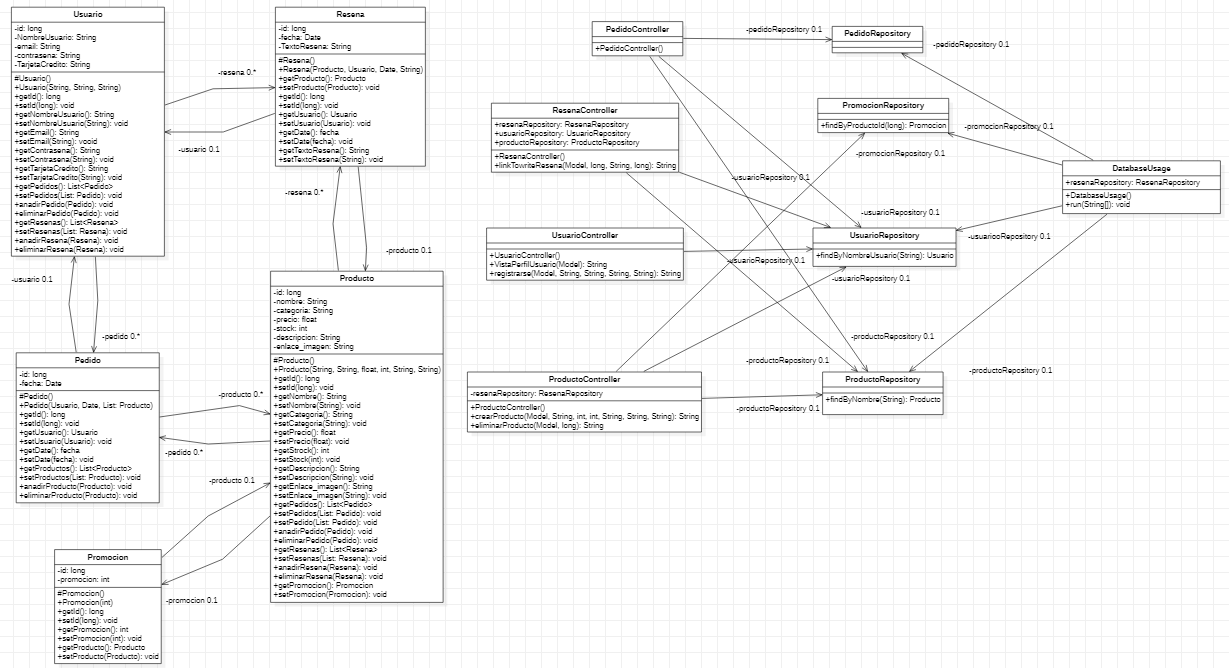 Usuario
-id: long
-NombreUsuario: String
-email: String
-contrasena: String
-TarjetaCredito: String
#Usuario()
+Usuario(String, String, String)
+getId(): long
+setId(long): void
+getNombreUsuario(): String
+setNombreUsuario(String): void
+getEmail(): String
+setEmail(String): vooid
+getContrasena(): String
+setContrasena(String): void
+getTarjetaCredito(): String
+setTarjetaCredito(String): void
+getPedidos(): List<Pedido>
+setPedidos(List: Pedido): void
+anadirPedido(Pedido): void
+eliminarPedido(Pedido): void
+getResenas(): List<Resena>
+setResenas(List: Resena): void
+anadirResena(Resena): void
+eliminarResena(Resena): void
-resena 0.*
-usuario 0.1
Resena
-id: long
-fecha: Date
-TextoResena: String
#Resena()
+Resena(Producto, Usuario, Date, String)
+getProducto(): Producto
+setProducto(Producto): void
+getId(): long
+setId(long): void
+getUsuario(): Usuario
+setUsuario(Usuario): void
+getDate(): fecha
+setDate(fecha): void
+getTextoResena(): String
+setTextoResena(String): void
-resena 0.*
-producto 0.1
-usuario 0.1
-pedido 0.*
Pedido
-id: long
-fecha: Date
#Pedido()
+Pedido(Usuario, Date, List: Producto)
+getId(): long
+setId(long): void
+getUsuario(): Usuario
+setUsuario(Usuario): void
+getDate(): fecha
+setDate(fecha): void
+getProductos(): List<Producto>
+setProductos(List: Producto): void
+anadirProducto(Producto): void
+eliminarProducto(Producto): void
-producto 0.*
-pedido 0.*
Producto
-id: long
-nombre: String
-categoria: String
-precio: float
-stock: int
-descripcion: String
-enlace_imagen: String
#Producto()
+Producto(String, String, float, int, String, String)
+getId(): long
+setId(long): void
+getNombre(): String
+setNombre(String): void
+getCategoria(): String
+setCategoria(String): void
+getPrecio(): float
+setPrecio(float): void
+getStrock(): int
+setStock(int): void
+getDescripcion(): String
+setDescripcion(String): void
+getEnlace_imagen(): String
+setEnlace_imagen(String): void
+getPedidos(): List<Pedido>
+setPedidos(List: Pedido): void
+setPedido(List: Pedido): void
+anadirPedido(Pedido): void
+eliminarPedido(Pedido): void
+getResenas(): List<Resena>
+setResenas(List: Resena): void
+anadirResena(Resena): void
+eliminarResena(Resena): void
+getPromocion(): Promocion
+setPromocion(Promocion): void
-producto 0.1
-promocion 0.1
Promocion
-id: long
-promocion: int
#Promocion()
+Promocion(int)
+getId(): long
+setId(long): void
+getPromocion(): int
+setPromocion(int): void
+getProducto(): Producto
+setProducto(Producto): void
PedidoController
+PedidoController()
-pedidoRepository 0.1
PedidoRepository
-pedidoRepository 0.1
ResenaController
+resenaRepository: ResenaRepository
+usuarioRepository: UsuarioRepository
+productoRepository: ProductoRepository
+ResenaController()
+linkTowriteResena(Model, long, String, long): String
PromocionRepository
+findByProductoId(long): Promocion
-promocionRepository 0.1
-promocionRepository 0.1
DatabaseUsage
+resenaRepository: ResenaRepository
+DatabaseUsage()
+run(String[]): void
-usuarioRepository 0.1
-usuarioRepository 0.1
UsuarioController
+UsuarioController()
+VistaPerfilUsuario(Model): String
+registrarse(Model, String, String, String, String): String
UsuarioRepository
+findByNombreUsuario(String): Usuario
-usuarioRepository 0.1
-usuarioRepository 0.1
-usuarioRepository 0.1
-productoRepository 0.1
-productoRepository 0.1
-productoRepository 0.1
ProductoController
-resenaRepository: ResenaRepository
+ProductoController()
+crearProducto(Model, String, int, int, String, String, String): String
+eliminarProducto(Model, long): String
-productoRepository 0.1
ProductoRepository
+findByNombre(String): Producto